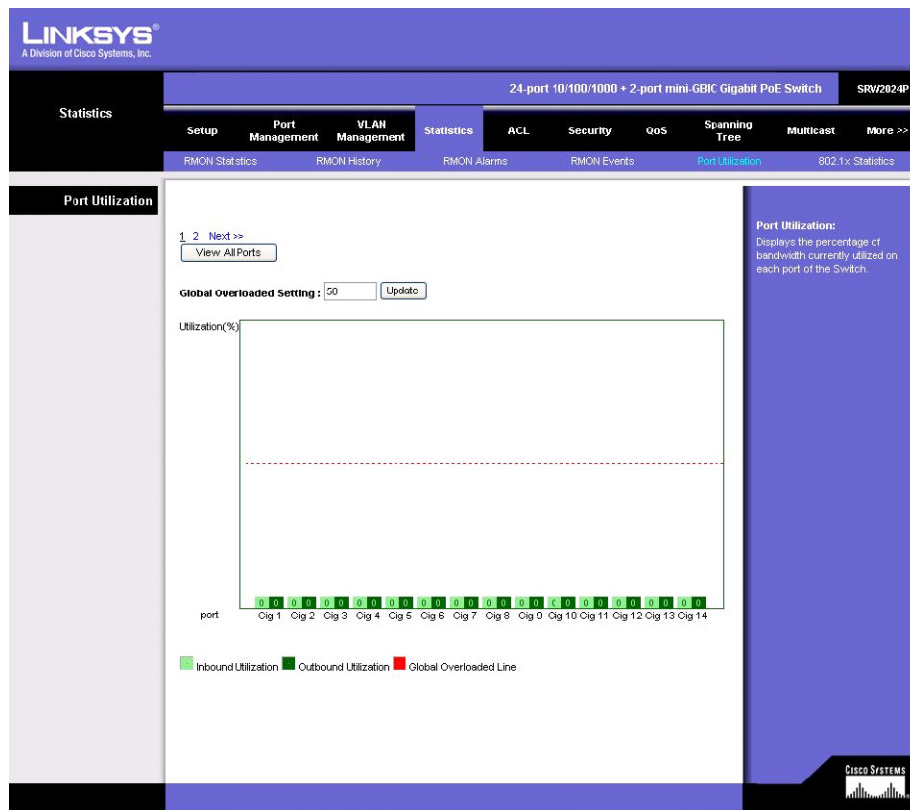 LINKSYS®
A Division of Cisco Systems, Inc.
24-port 10/100/1000 + 2-port mini-GBIC Gigabit PoE Switch SRW2024P
Statistics
Setup Port Management VLAN Management Statistics ACL Security QoS Spanning Tree Multicast More >>
RMON Statistics RMON History RMON Alarms RMON Events Port Utilization 802.1x Statistics
Port Utilization
1 2 Next >>
View All Ports
Global Overloaded Setting : 50 Update
Utilization(%)
0 0 0 0 0 0 0 0 0 0 0 0 0 0 0 0 0 0 0 0 0 0 0 0 0 0 0 0
port Gig 1 Gig 2 Gig 3 Gig 4 Gig 5 Gig 6 Gig 7 Gig 8 Gig 9 Gig 10 Gig 11 Gig 12 Gig 13 Gig 14
Inbound Utilization Outbound Utilization Global Overloaded Line
Port Utilization:
Displays the percentage of
bandwidth currently utilized on
each port of the Switch.
CISCO SYSTEMS